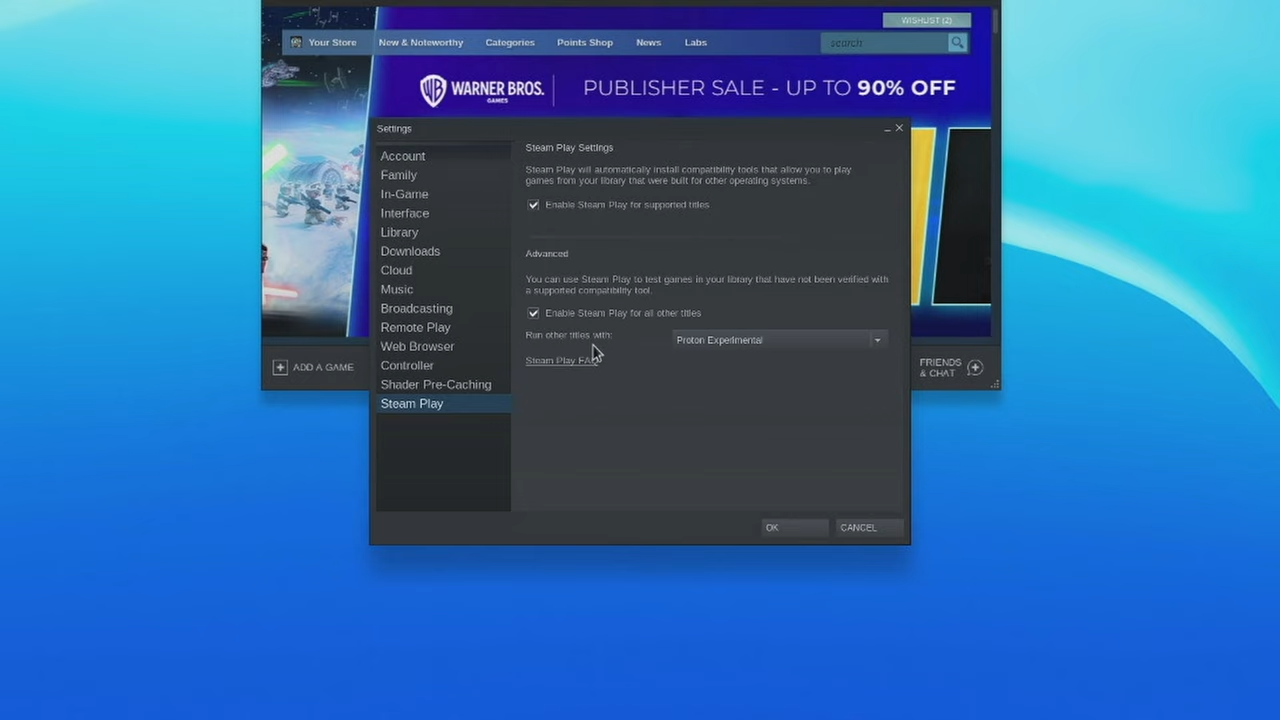 WISHLIST (2)
Your Store New & Noteworthy Categories Points Shop News Labs search
WB WARNER BROS. GAMES PUBLISHER SALE - UP TO 90% OFF
Settings
Account
Family
In-Game
Interface
Library
Downloads
Cloud
Music
Broadcasting
Remote Play
Web Browser
Controller
Shader Pre-Caching
Steam Play
Steam Play Settings
Steam Play will automatically install compatibility tools that allow you to play
games from your library that were built for other operating systems.
Enable Steam Play for supported titles
Advanced
You can use Steam Play to test games in your library that have not been verified with
a supported compatibility tool.
Enable Steam Play for all other titles
Run other titles with: Proton Experimental
Steam Play FAQ
OK CANCEL
ADD A GAME
FRIENDS
& CHAT